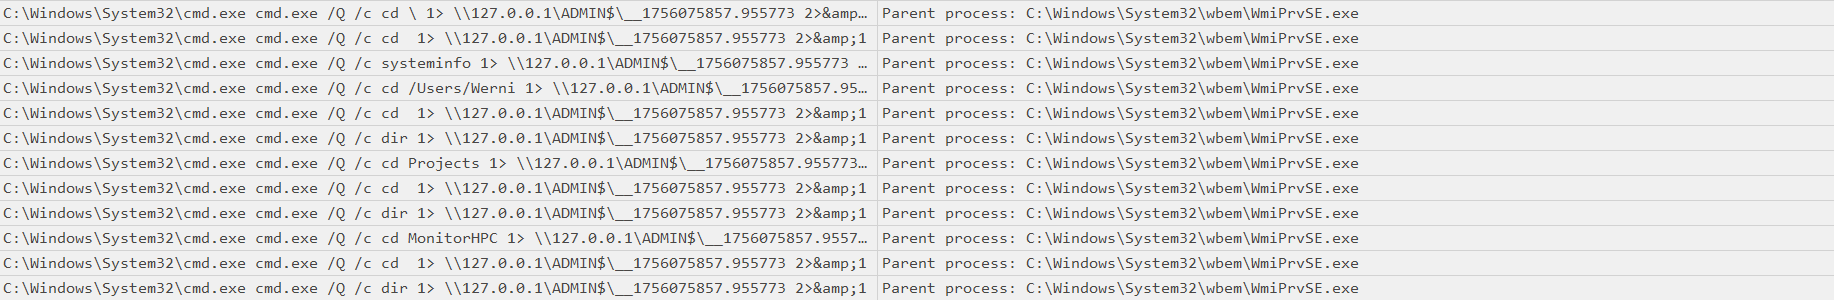 C:\Windows\System32\cmd.exe cmd.exe /Q /c cd \ 1> \\127.0.0.1\ADMIN$\__1756075857.955773 2>&amp… Parent process: C:\Windows\System32\wbem\WmiPrvSE.exe
C:\Windows\System32\cmd.exe cmd.exe /Q /c cd  1> \\127.0.0.1\ADMIN$\__1756075857.955773 2>&amp;1 Parent process: C:\Windows\System32\wbem\WmiPrvSE.exe
C:\Windows\System32\cmd.exe cmd.exe /Q /c systeminfo 1> \\127.0.0.1\ADMIN$\__1756075857.955773 … Parent process: C:\Windows\System32\wbem\WmiPrvSE.exe
C:\Windows\System32\cmd.exe cmd.exe /Q /c cd /Users/Werni 1> \\127.0.0.1\ADMIN$\__1756075857.95… Parent process: C:\Windows\System32\wbem\WmiPrvSE.exe
C:\Windows\System32\cmd.exe cmd.exe /Q /c cd  1> \\127.0.0.1\ADMIN$\__1756075857.955773 2>&amp;1 Parent process: C:\Windows\System32\wbem\WmiPrvSE.exe
C:\Windows\System32\cmd.exe cmd.exe /Q /c dir 1> \\127.0.0.1\ADMIN$\__1756075857.955773 2>&amp;1 Parent process: C:\Windows\System32\wbem\WmiPrvSE.exe
C:\Windows\System32\cmd.exe cmd.exe /Q /c cd Projects 1> \\127.0.0.1\ADMIN$\__1756075857.955773… Parent process: C:\Windows\System32\wbem\WmiPrvSE.exe
C:\Windows\System32\cmd.exe cmd.exe /Q /c cd  1> \\127.0.0.1\ADMIN$\__1756075857.955773 2>&amp;1 Parent process: C:\Windows\System32\wbem\WmiPrvSE.exe
C:\Windows\System32\cmd.exe cmd.exe /Q /c dir 1> \\127.0.0.1\ADMIN$\__1756075857.955773 2>&amp;1 Parent process: C:\Windows\System32\wbem\WmiPrvSE.exe
C:\Windows\System32\cmd.exe cmd.exe /Q /c cd MonitorHPC 1> \\127.0.0.1\ADMIN$\__1756075857.9557… Parent process: C:\Windows\System32\wbem\WmiPrvSE.exe
C:\Windows\System32\cmd.exe cmd.exe /Q /c cd  1> \\127.0.0.1\ADMIN$\__1756075857.955773 2>&amp;1 Parent process: C:\Windows\System32\wbem\WmiPrvSE.exe
C:\Windows\System32\cmd.exe cmd.exe /Q /c dir 1> \\127.0.0.1\ADMIN$\__1756075857.955773 2>&amp;1 Parent process: C:\Windows\System32\wbem\WmiPrvSE.exe